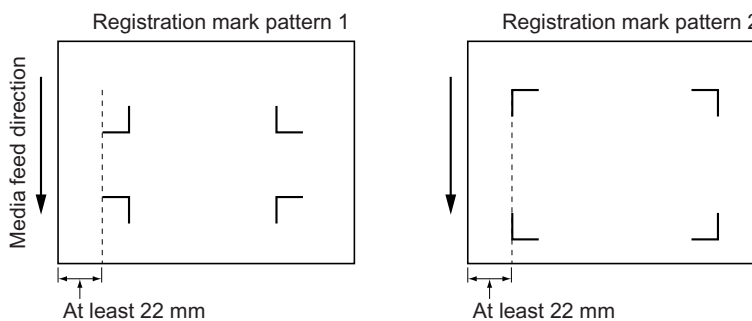 Registration mark pattern 1
Registration mark pattern 2
Media feed direction
At least 22 mm
At least 22 mm